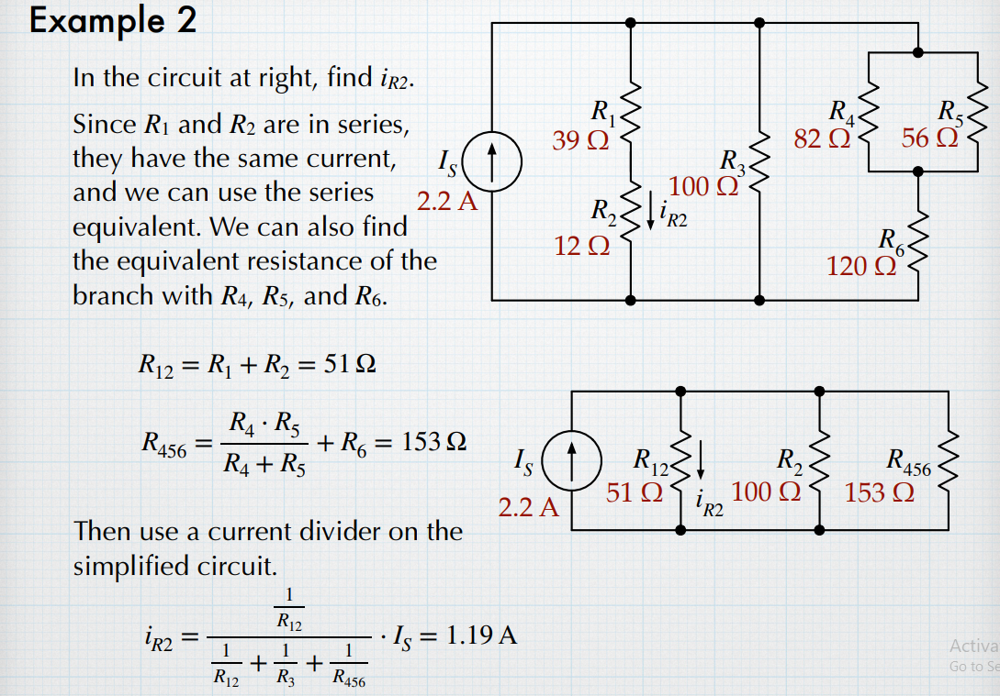 Example 2
In the circuit at right, find iR2.
Since R1 and R2 are in series,
they have the same current,
and we can use the series
equivalent. We can also find
the equivalent resistance of the
branch with R4, R5, and R6.
R12 = R1 + R2 = 51 Ω
R456 = R4 · R5 / R4 + R5 + R6 = 153 Ω
Then use a current divider on the
simplified circuit.
iR2 = 1/R12 / 1/R12 + 1/R3 + 1/R456 · IS = 1.19 A
IS
2.2 A
R1
39 Ω
R2
12 Ω
iR2
R3
100 Ω
R4
82 Ω
R5
56 Ω
R6
120 Ω
IS
2.2 A
R12
51 Ω
iR2
R2
100 Ω
R456
153 Ω
Activa
Go to Se